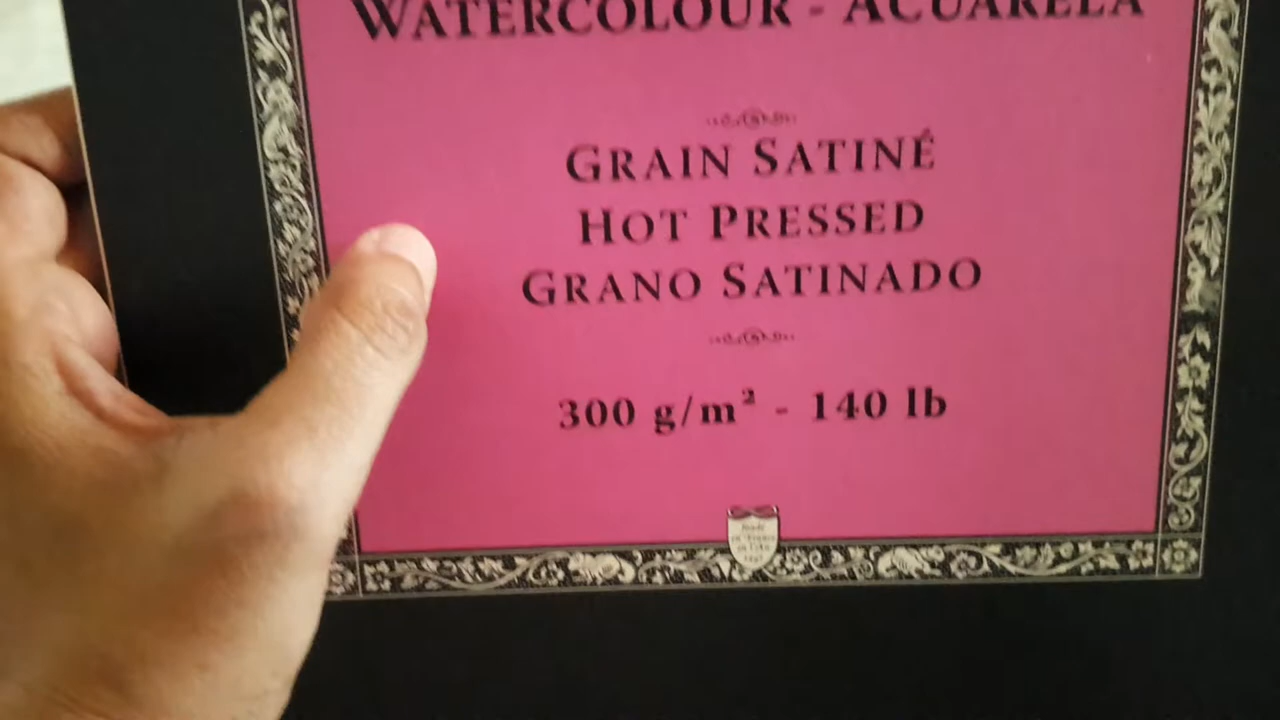 WATERCOLOUR - ACUARELA
GRAIN SATINÉ
HOT PRESSED
GRANO SATINADO
300 g/m² - 140 lb